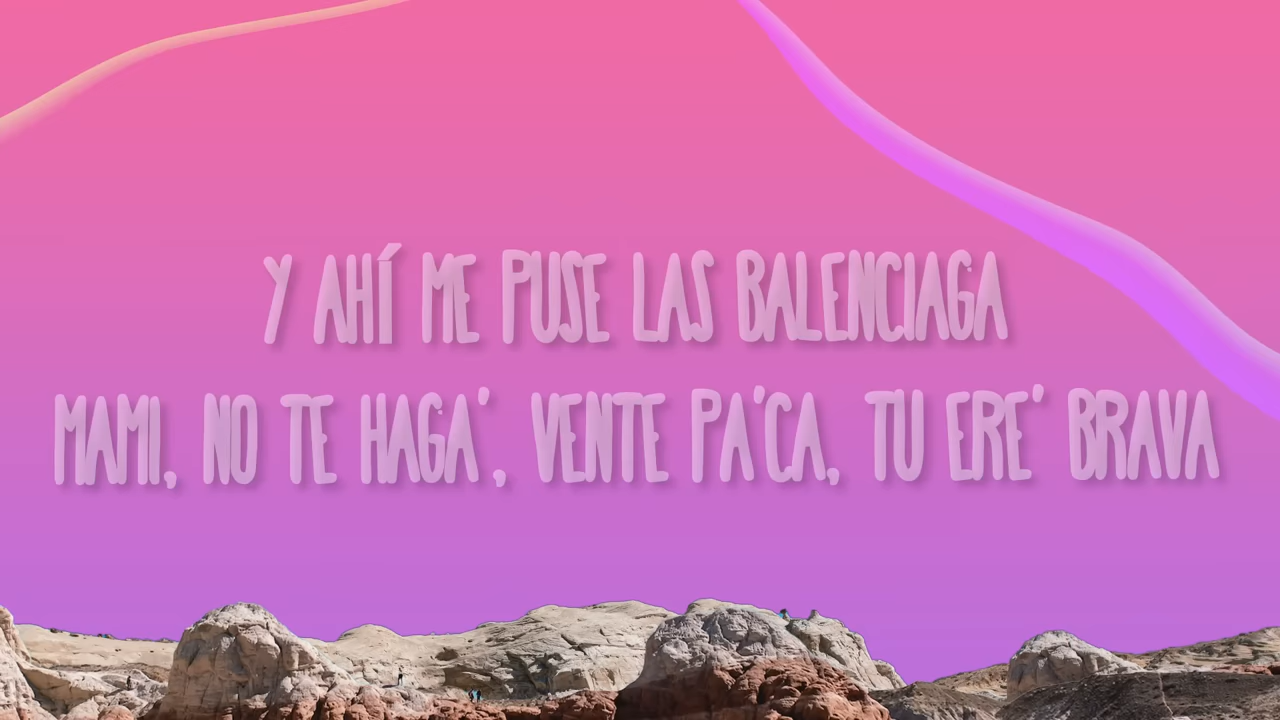 Y AHÍ ME PUSE LAS BALENCIAGA
MAMI, NO TE HAGA', VENTE PA'CA, TU ERE' BRAVA